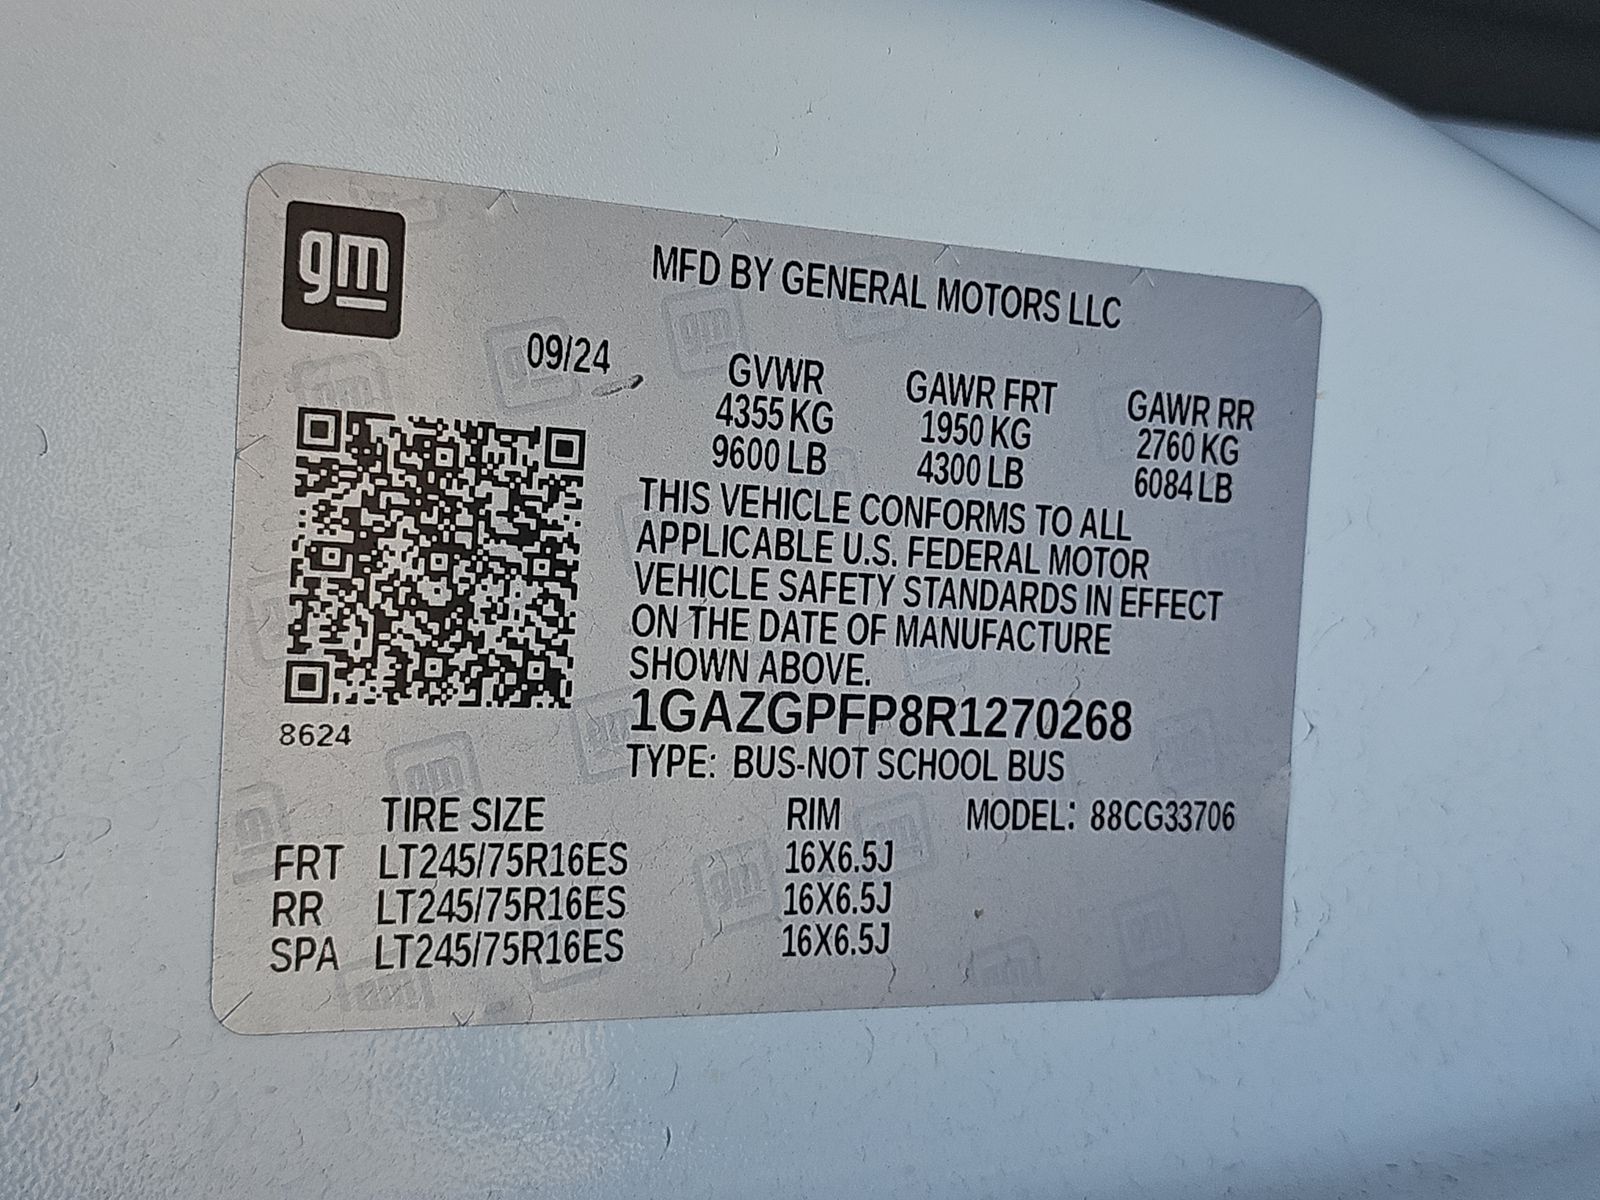 gm
MFD BY GENERAL MOTORS LLC
09/24
GVWR GAWR FRT GAWR RR
4355 KG 1950 KG 2760 KG
9600 LB 4300 LB 6084 LB
THIS VEHICLE CONFORMS TO ALL
APPLICABLE U.S. FEDERAL MOTOR
VEHICLE SAFETY STANDARDS IN EFFECT
ON THE DATE OF MANUFACTURE
SHOWN ABOVE.
1GAZGPFP8R1270268
8624
TYPE: BUS-NOT SCHOOL BUS
TIRE SIZE RIM MODEL: 88CG33706
FRT LT245/75R16ES 16X6.5J
RR LT245/75R16ES 16X6.5J
SPA LT245/75R16ES 16X6.5J